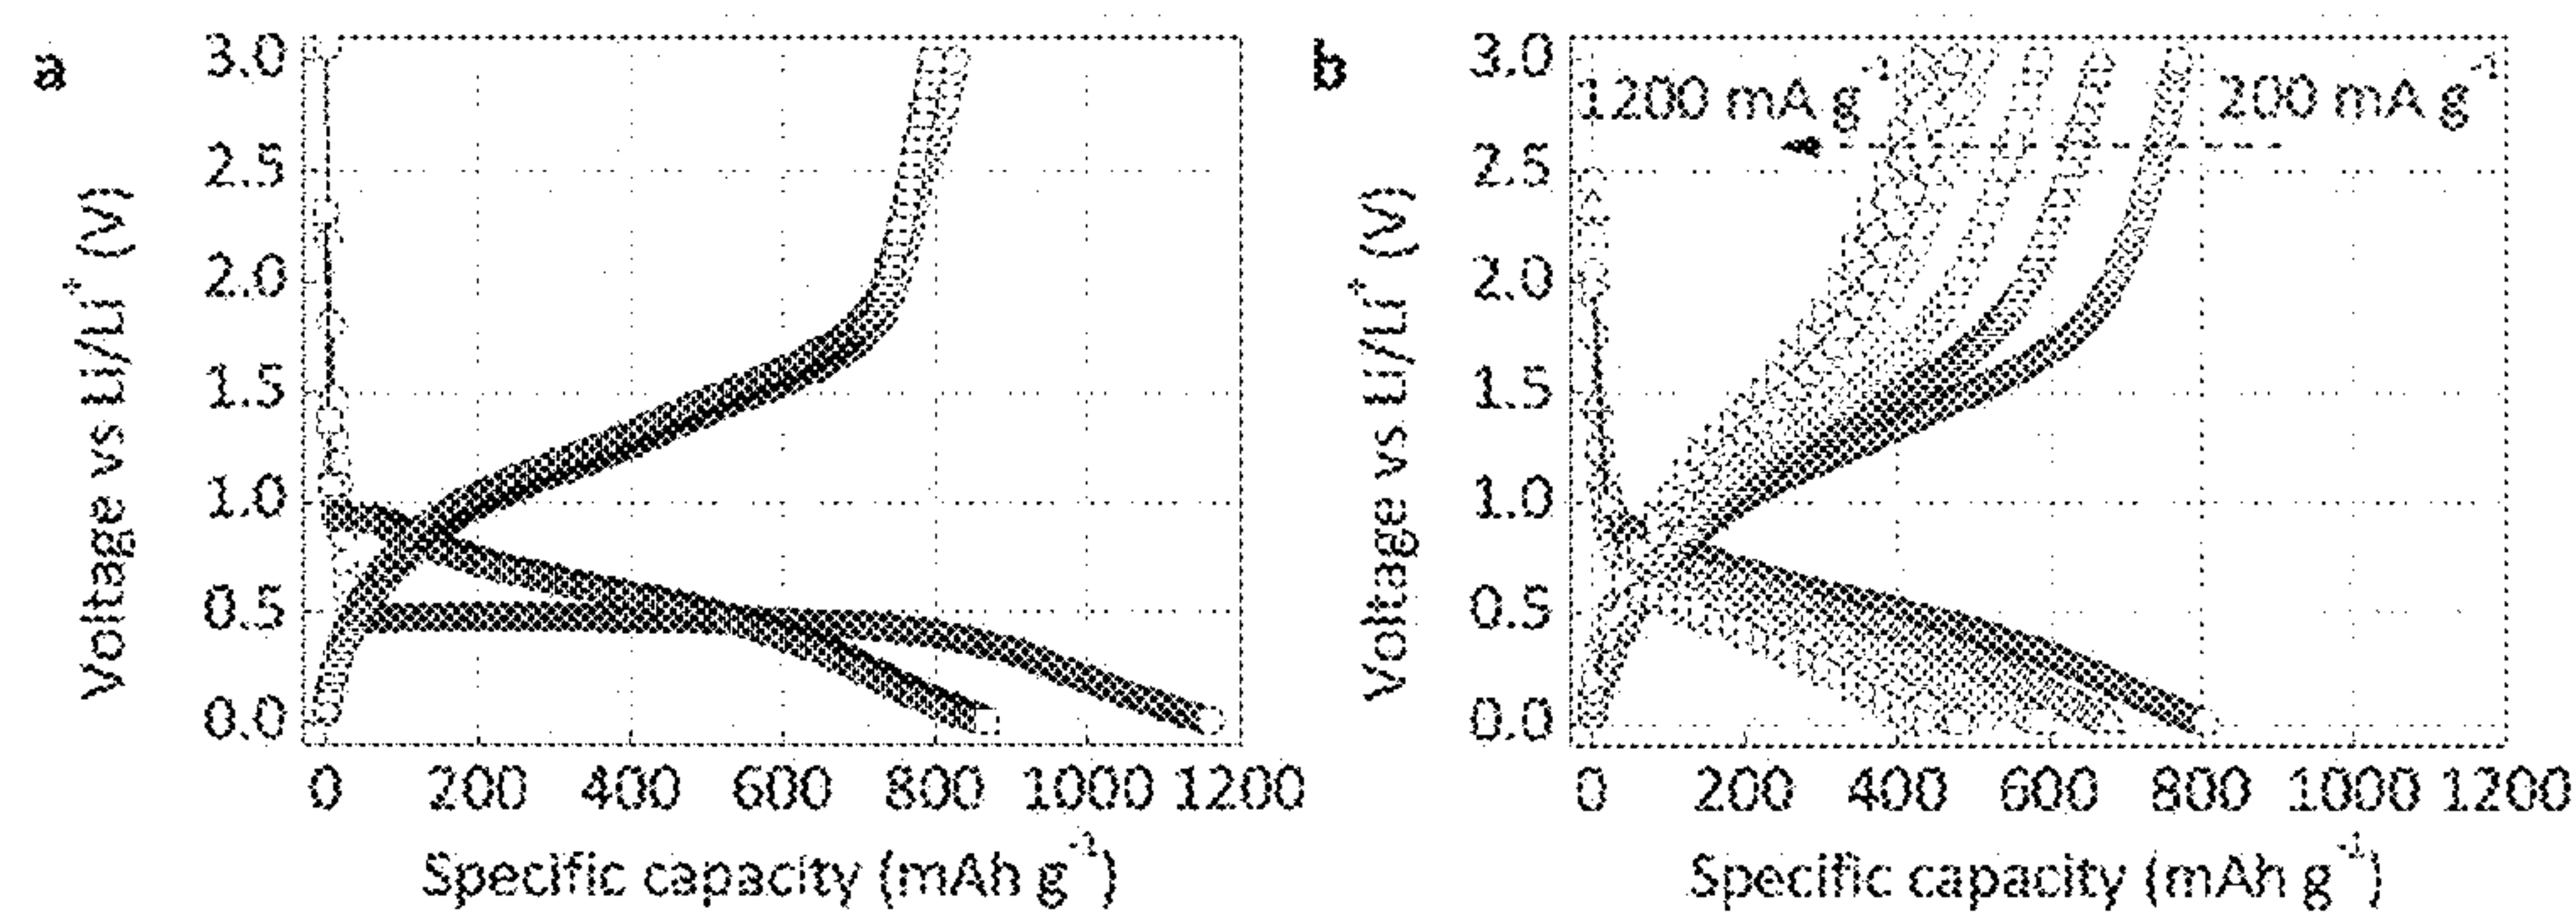 a
3.0
2.5
2.0
1.5
1.0
0.5
0.0
0 200 400 600 800 1000 1200
Voltage vs Li/Li⁺ (V)
Specific capacity (mAh g⁻¹)
b
1200 mA g⁻¹ 200 mA g⁻¹
3.0
2.5
2.0
1.5
1.0
0.5
0.0
0 200 400 600 800 1000 1200
Voltage vs Li/Li⁺ (V)
Specific capacity (mAh g⁻¹)